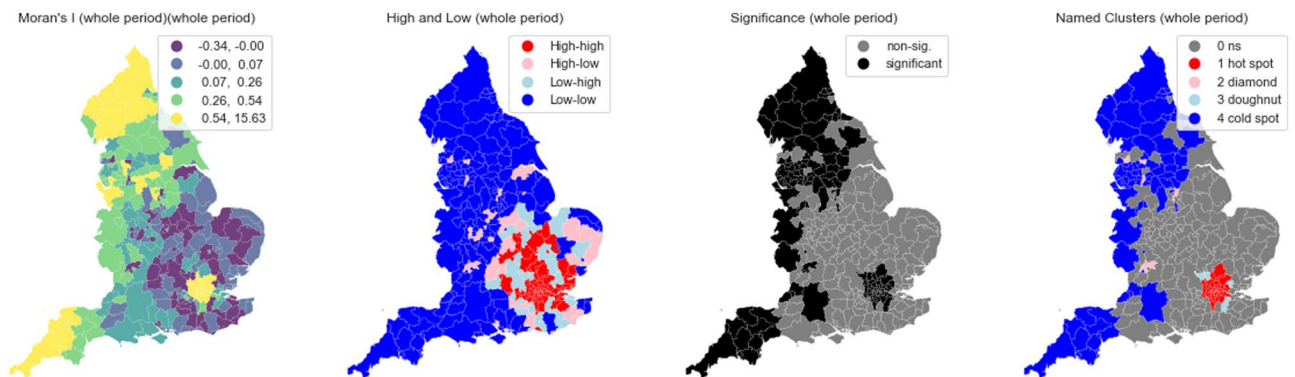 Moran's I (whole period)(whole period)
-0.34, -0.00
-0.00, 0.07
0.07, 0.26
0.26, 0.54
0.54, 15.63
High and Low (whole period)
High-high
High-low
Low-high
Low-low
Significance (whole period)
non-sig.
significant
Named Clusters (whole period)
0 ns
1 hot spot
2 diamond
3 doughnut
4 cold spot